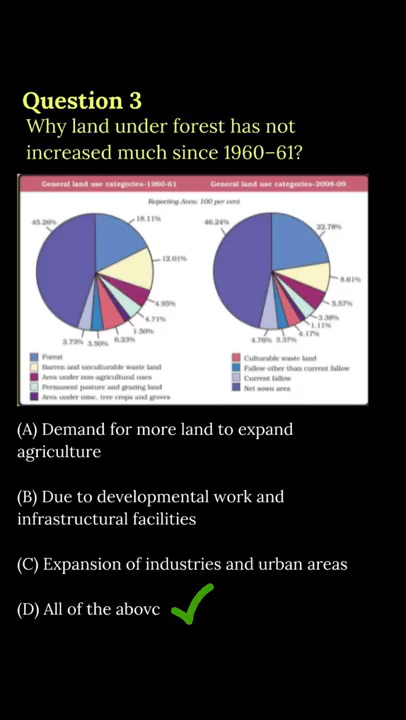 Question 3
Why land under forest has not
increased much since 1960–61?
General land use categories-1960-61
General land use categories-2008-09
Reporting Area: 100 per cent
45.26%
18.11%
12.01%
4.95%
4.71%
1.50%
6.23%
3.50%
3.73%
46.24%
22.78%
8.61%
5.57%
3.38%
1.11%
4.17%
3.37%
4.76%
Forest
Barren and unculturable waste land
Area under non-agricultural uses
Permanent pasture and grazing land
Area under misc. tree crops and groves
Culturable waste land
Fallow other than current fallow
Current fallow
Net sown area
(A) Demand for more land to expand
agriculture
(B) Due to developmental work and
infrastructural facilities
(C) Expansion of industries and urban areas
(D) All of the abovc